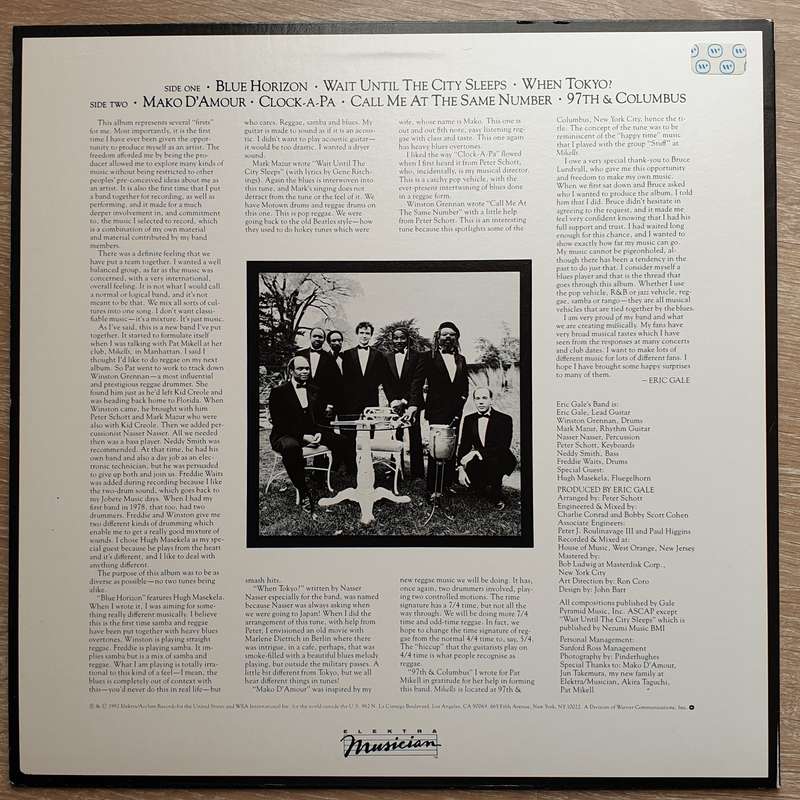 SIDE ONE • BLUE HORIZON • WAIT UNTIL THE CITY SLEEPS • WHEN TOKYO?
SIDE TWO • MAKO D'AMOUR • CLOCK-A-PA • CALL ME AT THE SAME NUMBER • 97TH & COLUMBUS
This album represents several "firsts"
for me. Most importantly, it is the first
time I have ever been given the opportunity
to produce myself as an artist. The
freedom afforded me by being the producer
allowed me to explore many kinds of
music without being restricted to other
peoples' pre-conceived ideas about me as
an artist. It is also the first time that I put
a band together for recording, as well as
performing, and it made for a much
deeper involvement in, and commitment
to, the music I selected to record, which
is a combination of my own material
and material contributed by my band
members.
There was a definite feeling that we
have put a team together. I wanted a well
balanced group, as far as the music was
concerned, with a very international,
overall feeling. It is not what I would call
a normal or logical band, and it's not
meant to be that. We mix all sorts of cultures
into one song. I don't want classifiable
music—it's a mixture. It's just music.
As I've said, this is a new band I've put
together. It started to formulate itself
when I was talking with Pat Mikell at her
club, Mikells, in Manhattan. I said I
thought I'd like to do reggae on my next
album. So Pat went to work to track down
Winston Grennan—a most influential
and prestigious reggae drummer. She
found him just as he'd left Kid Creole and
was heading back home to Florida. When
Winston came, he brought with him
Peter Schott and Mark Mazur who were
also with Kid Creole. Then we added percussionist
Nasser Nasser. All we needed
then was a bass player. Neddy Smith was
recommended. At that time, he had his
own band and also a day job as an electronic
technician, but he was persuaded
to give up both and join us. Freddie Waits
was added during recording because I like
the two-drum sound, which goes back to
my Jobete Music days. When I had my
first band in 1978, that too, had two
drummers. Freddie and Winston give me
two different kinds of drumming which
enable me to get a really good mixture of
sounds. I chose Hugh Masekela as my special
guest because he plays from the heart
and it's different, and I like to deal with
anything different.
The purpose of this album was to be as
diverse as possible—no two tunes being
alike.
"Blue Horizon" features Hugh Masekela.
When I wrote it, I was aiming for something
really different musically. I believe
this is the first time samba and reggae
have been put together with heavy blues
overtones. Winston is playing straight
reggae. Freddie is playing samba. It implies
samba but is a mix of samba and
reggae. What I am playing is totally irrational
to this kind of a feel—I mean, the
blues is completely out of context with
this—you'd never do this in real life—but
who cares. Reggae, samba and blues. My
guitar is made to sound as if it is an acoustic.
I didn't want to play acoustic guitar—
it would be too dramatic. I wanted a dryer
sound.
Mark Mazur wrote "Wait Until The
City Sleeps" (with lyrics by Gene Ritchings).
Again the blues is interwoven into
this tune, and Mark's singing does not
detract from the tune or the feel of it. We
have Motown drums and reggae drums on
this one. This is pop reggae. We were
going back to the old Beatles style—how
they used to do hokey tunes which were
smash hits.
"When Tokyo?" written by Nasser
Nasser especially for the band, was named
because Nasser was always asking when
we were going to Japan! When I did the
arrangement of this tune, with help from
Peter, I envisioned an old movie with
Marlene Dietrich in Berlin where there
was intrigue, in a cafe, perhaps, that was
smoke-filled with a beautiful blues melody
playing, but outside the military passes. A
little bit different from Tokyo, but we all
hear different things in tunes!
"Mako D'Amour" was inspired by my
wife, whose name is Mako. This one is
out and out 8th note, easy listening reggae
with class and taste. This one again
has heavy blues overtones.
I liked the way "Clock-A-Pa" flowed
when I first heard it from Peter Schott,
who, incidentally, is my musical director.
This is a catchy pop vehicle, with the
ever-present intertwining of blues done
in a reggae form.
Winston Grennan wrote "Call Me At
The Same Number" with a little help
from Peter Schott. This is an interesting
tune because this spotlights some of the
new reggae music we will be doing. It has,
once again, two drummers involved, playing
two controlled motions. The time
signature has a 7/4 time, but not all the
way through. We will be doing more 7/4
time and odd-time reggae. In fact, we
hope to change the time signature of reggae
from the normal 4/4 time to, say, 5/4.
The "hiccup" that the guitarists play on
4/4 time is what people recognise as
reggae.
"97th & Columbus" I wrote for Pat
Mikell in gratitude for her help in forming
this band. Mikells is located at 97th &
Columbus, New York City, hence the title.
The concept of the tune was to be
reminiscent of the "happy time" music
that I played with the group "Stuff" at
Mikells.
I owe a very special thank-you to Bruce
Lundvall, who gave me this opportunity
and freedom to make my own music.
When we first sat down and Bruce asked
who I wanted to produce the album, I told
him that I did. Bruce didn't hesitate in
agreeing to the request, and it made me
feel very confident knowing that I had his
full support and trust. I had waited long
enough for this chance, and I wanted to
show exactly how far my music can go.
My music cannot be pigeonholed, although
there has been a tendency in the
past to do just that. I consider myself a
blues player and that is the thread that
goes through this album. Whether I use
the pop vehicle, R&B or jazz vehicle, reggae,
samba or rango—they are all musical
vehicles that are tied together by the blues.
I am very proud of my band and what
we are creating musically. My fans have
very broad musical tastes which I have
seen from the responses at many concerts
and club dates. I want to make lots of
different music for lots of different fans. I
hope I have brought some happy surprises
to many of them.
— ERIC GALE
Eric Gale's Band is:
Eric Gale, Lead Guitar
Winston Grennan, Drums
Mark Mazur, Rhythm Guitar
Nasser Nasser, Percussion
Peter Schott, Keyboards
Neddy Smith, Bass
Freddie Waits, Drums
Special Guest:
Hugh Masekela, Fluegelhorn
PRODUCED BY ERIC GALE
Arranged by: Peter Schott
Engineered & Mixed by:
Charlie Conrad and Bobby Scott Cohen
Associate Engineers:
Peter J. Roulinavage III and Paul Higgins
Recorded & Mixed at:
House of Music, West Orange, New Jersey
Mastered by:
Bob Ludwig at Masterdisk Corp.,
New York City
Art Direction by: Ron Coro
Design by: John Barr
All compositions published by Gale
Pyramid Music, Inc. ASCAP except
"Wait Until The City Sleeps" which is
published by Nezumi Music BMI
Personal Management:
Sanford Ross Management
Photography by: Pinderhughes
Special Thanks to: Mako D'Amour,
Jun Takemura, my new family at
Elektra/Musician, Akira Taguchi,
Pat Mikell
℗ & © 1982 Elektra/Asylum Records for the United States and WEA International Inc. for the world outside the U.S. 962 N. La Cienega Boulevard, Los Angeles, CA 90069. 665 Fifth Avenue, New York, NY 10022. A Division of Warner Communications, Inc.
ELEKTRA
Musician